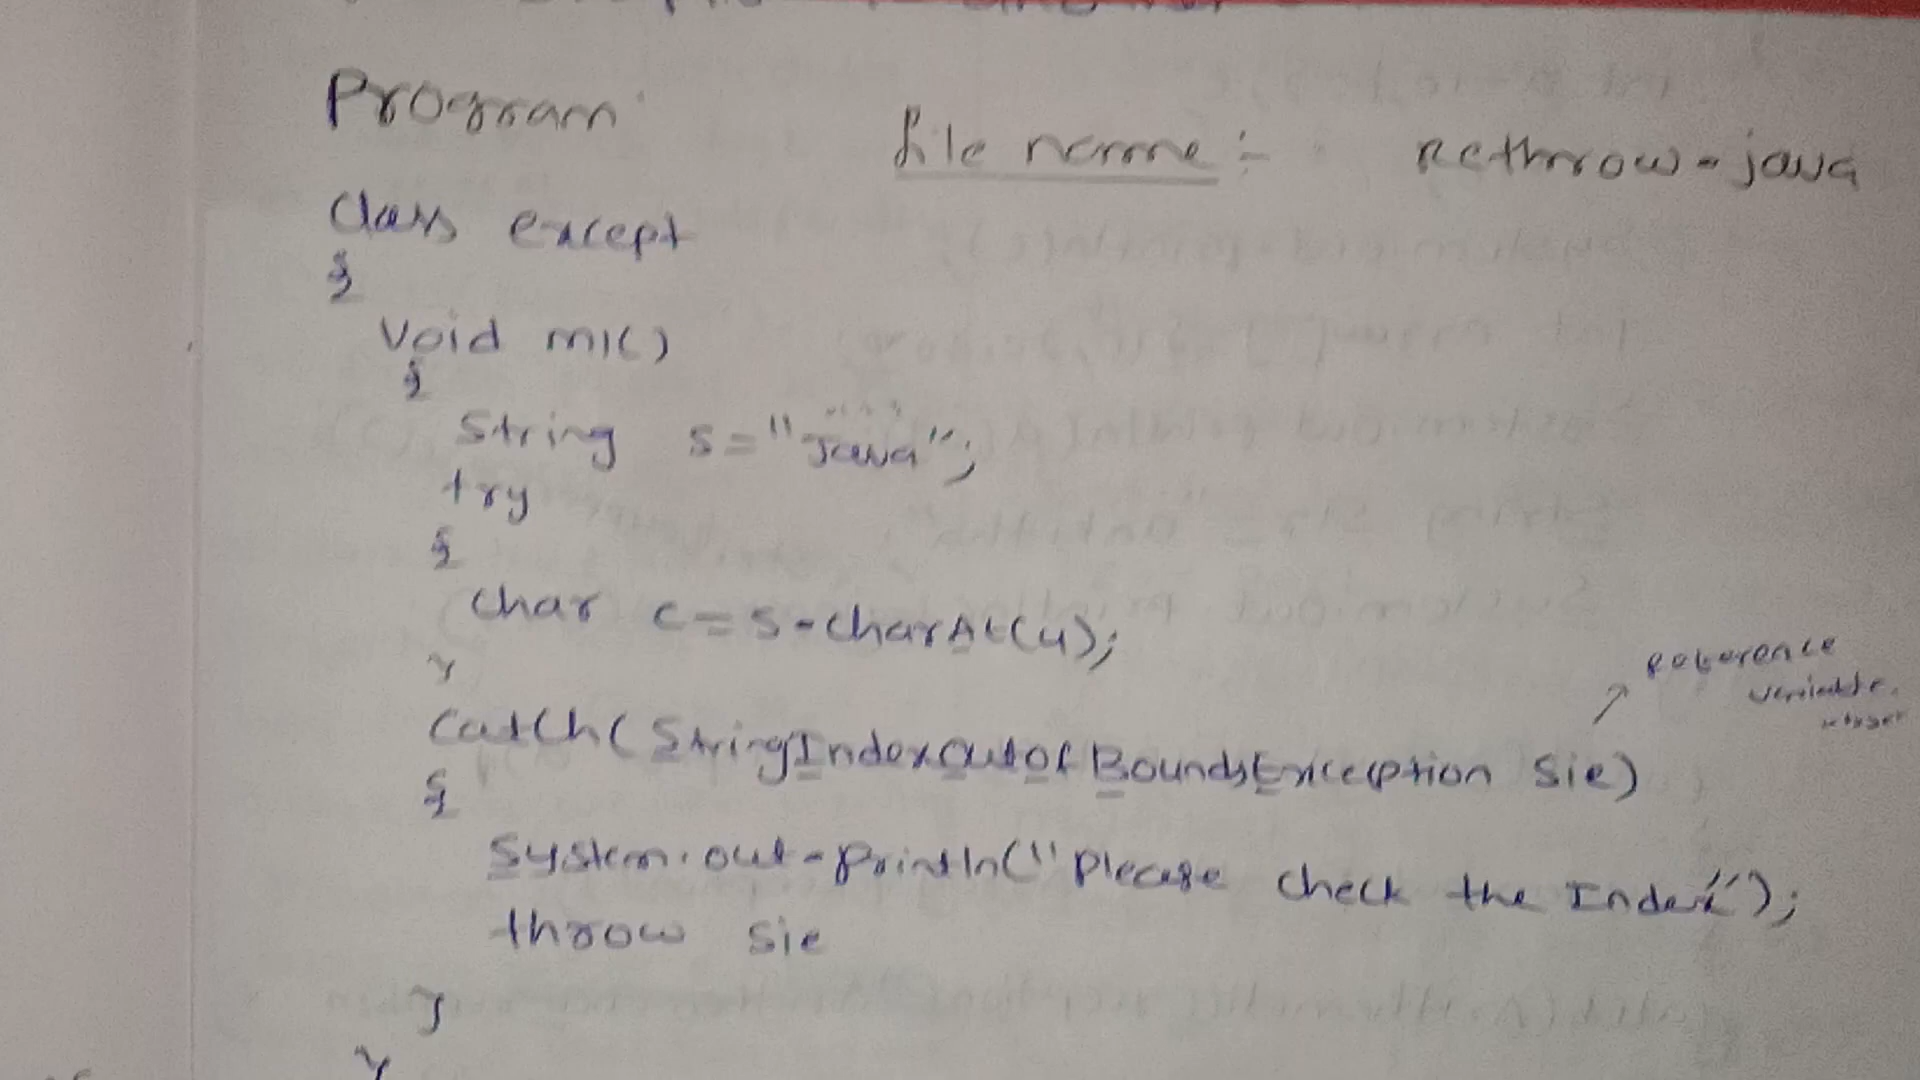 Program
file name :- Rethrow.java
Class except
{
Void m1()
{
String s="Java";
try
{
char c=s.charAt(4);
}
Catch(StringIndexOutOfBoundsException sie)
Reference
variable
{
System.out.println("Please check the Index");
throw sie
}
}